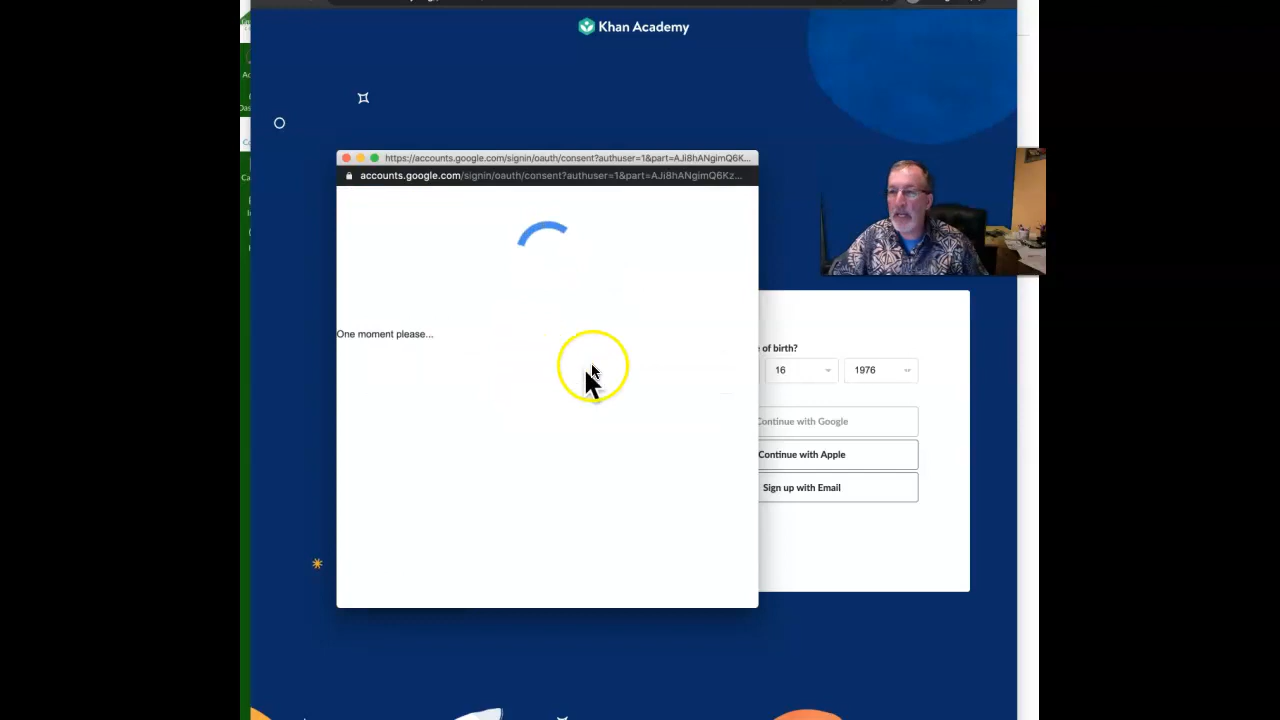 Khan Academy
https://accounts.google.com/signin/oauth/consent?authuser=1&part=AJi8hANgimQ6K...
accounts.google.com/signin/oauth/consent?authuser=1&part=AJi8hANgimQ6Kz...
One moment please...
of birth?
16 1976
Continue with Google
Continue with Apple
Sign up with Email